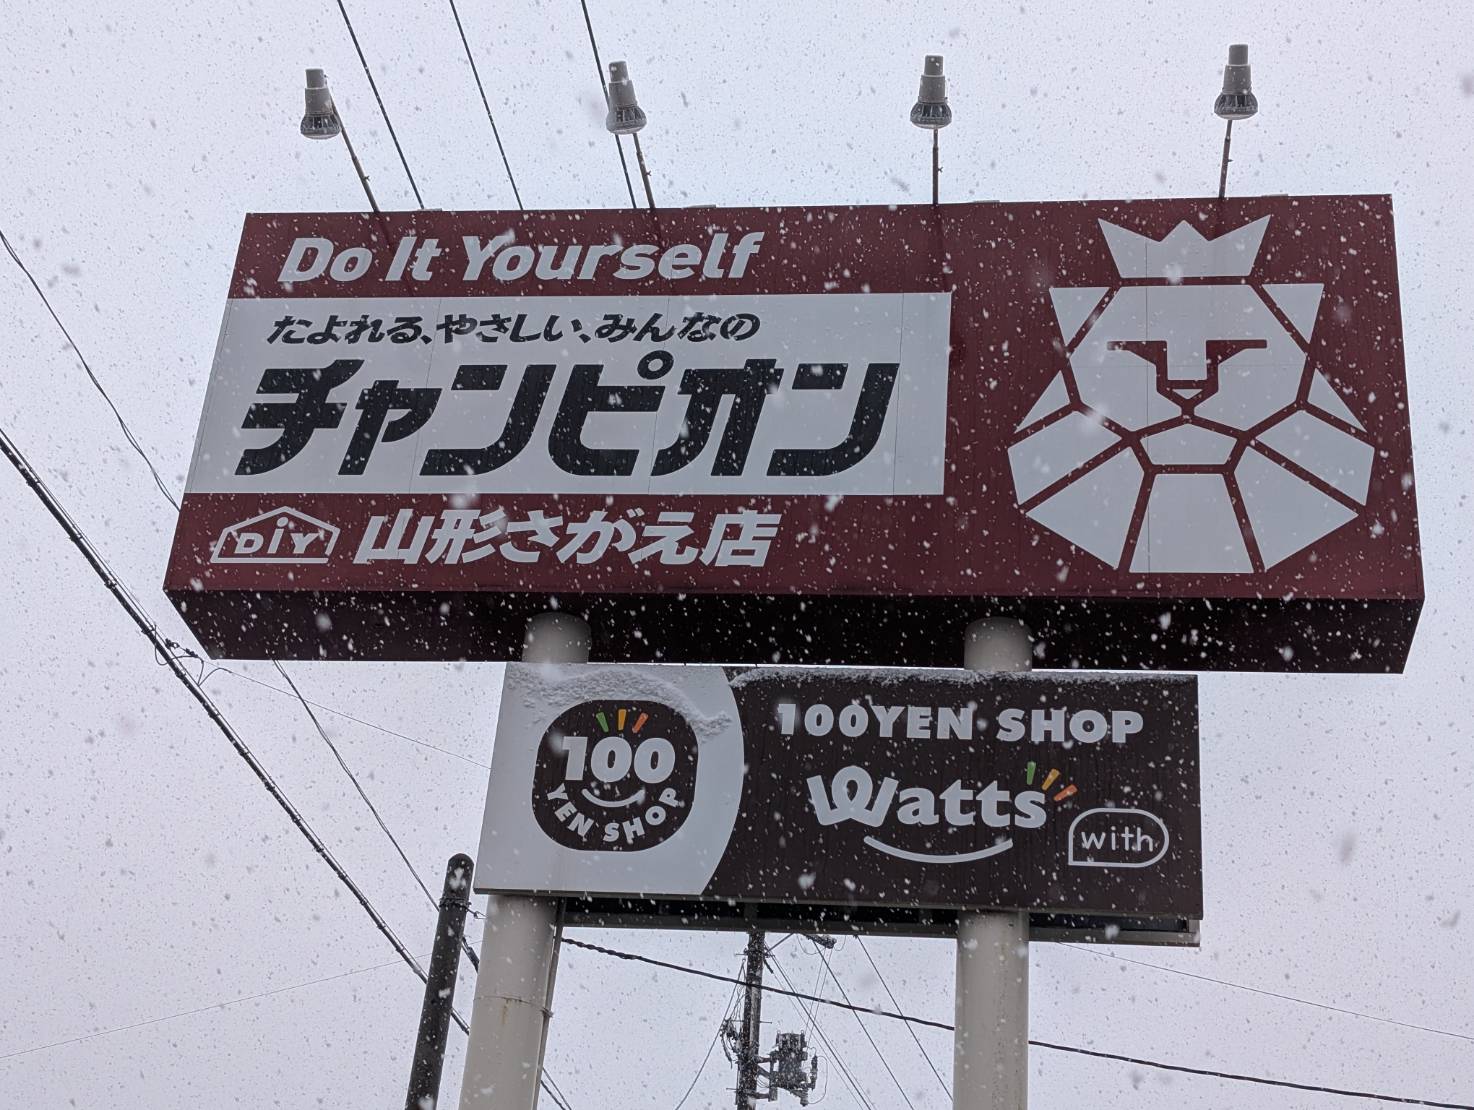 Do It Yourself
たよれる、やさしい、みんなの
チャンピオン
DiY 山形さがえ店
100
YEN SHOP
100YEN SHOP
Watts
with